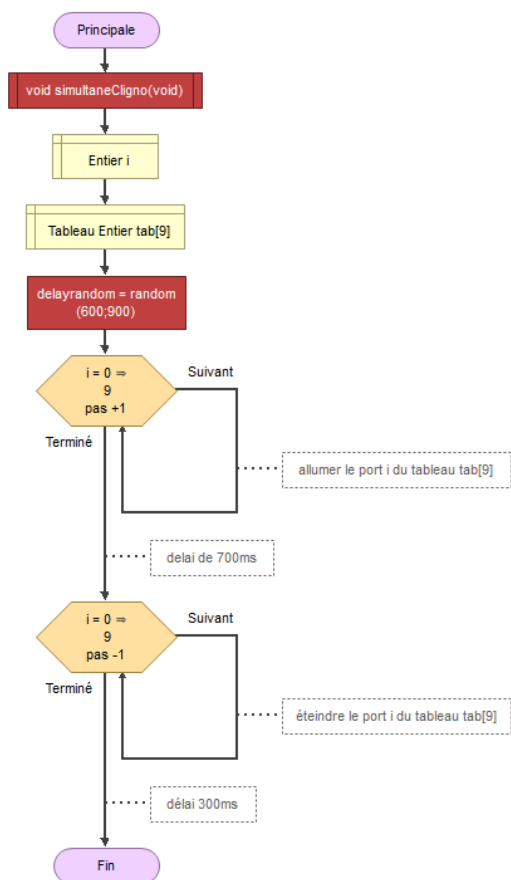 Principale
void simultaneCligno(void)
Entier i
Tableau Entier tab[9]
delayrandom = random
(600;900)
i = 0 ⇒
9
pas +1
Suivant
Terminé
allumer le port i du tableau tab[9]
delai de 700ms
i = 0 ⇒
9
pas -1
Suivant
Terminé
éteindre le port i du tableau tab[9]
délai 300ms
Fin